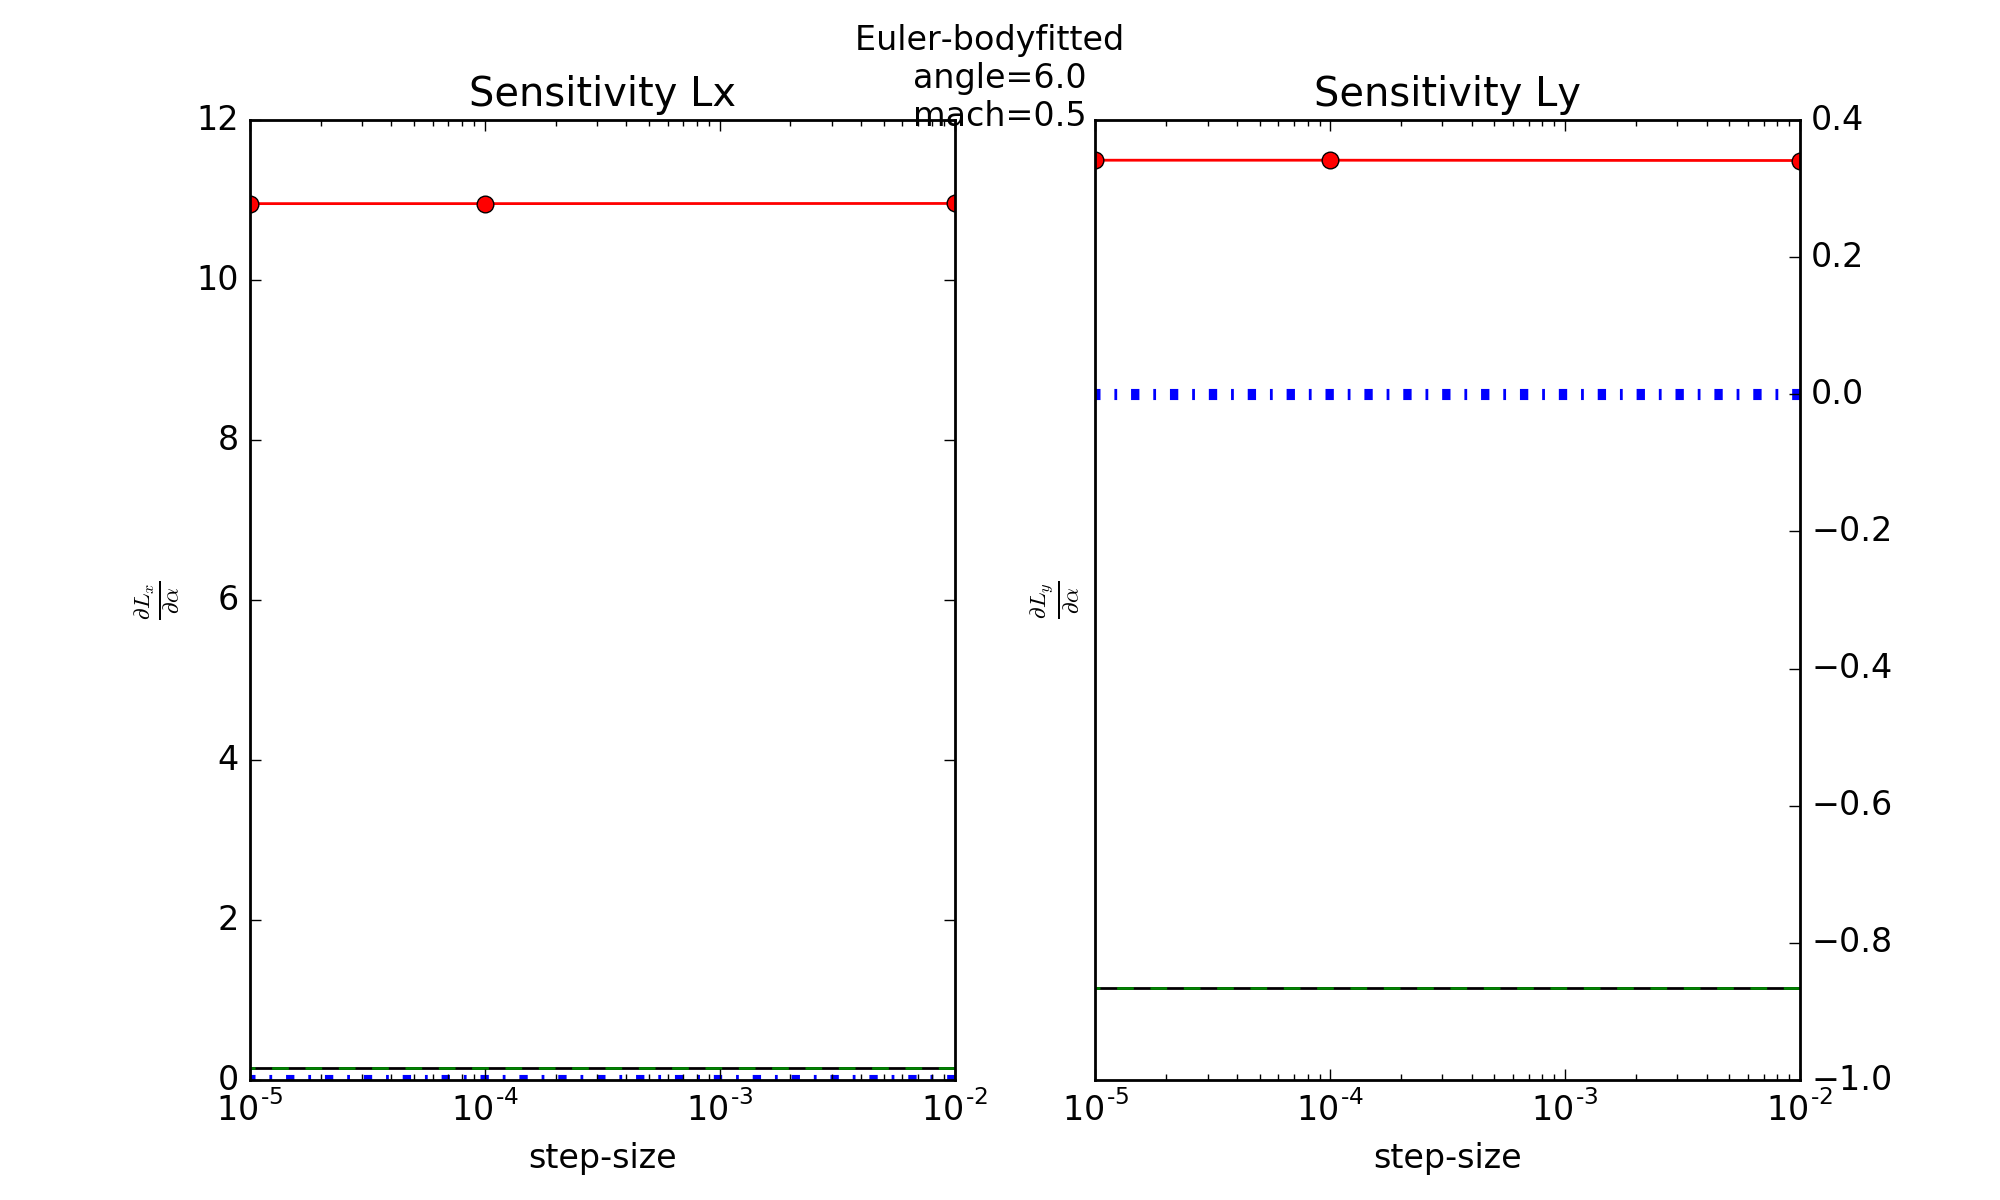 Euler-bodyfitted
angle=6.0
mach=0.5
Sensitivity Lx
12
10
8
6
4
2
0
∂Lₓ/∂α
10⁻⁵ 10⁻⁴ 10⁻³ 10⁻²
step-size
Sensitivity Ly
∂L_y/∂α
0.4
0.2
0.0
−0.2
−0.4
−0.6
−0.8
−1.0
10⁻⁵ 10⁻⁴ 10⁻³ 10⁻²
step-size